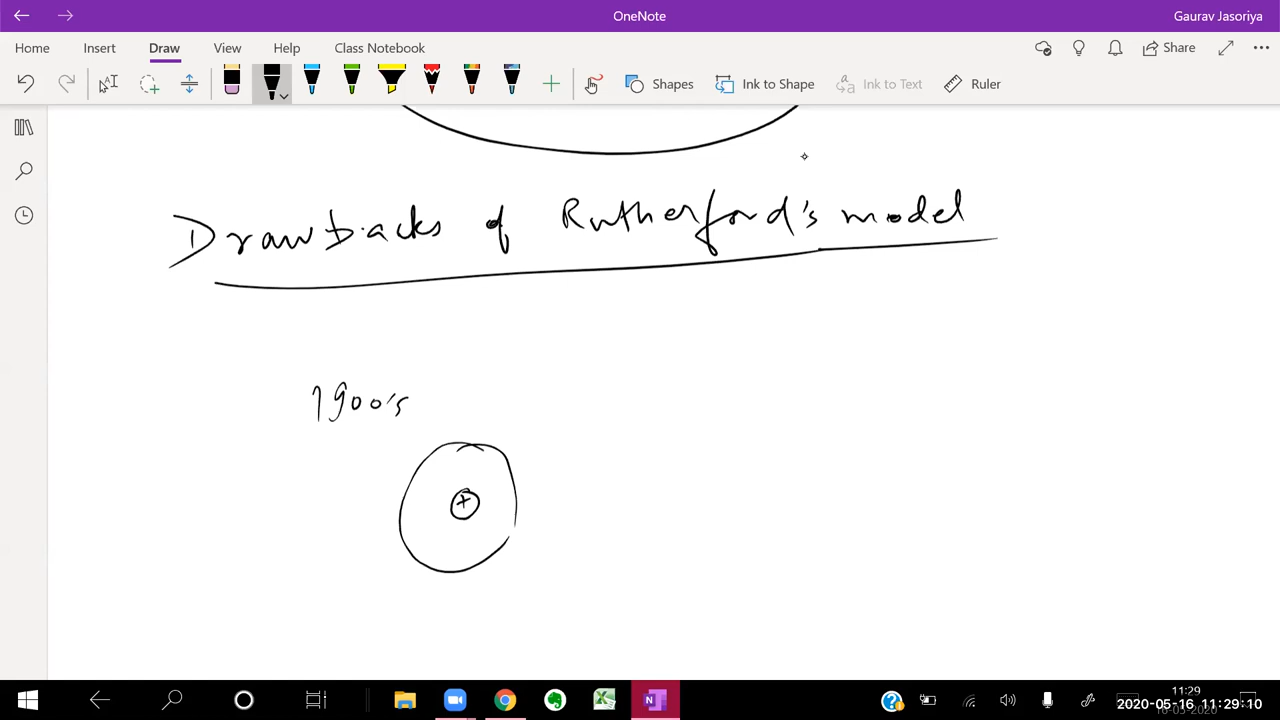 OneNote
Gaurav Jasoriya
Home Insert Draw View Help Class Notebook Share
Shapes Ink to Shape Ink to Text Ruler
Drawbacks of Rutherford's model
1900's
+
11:29
2020-05-16 11:29:10